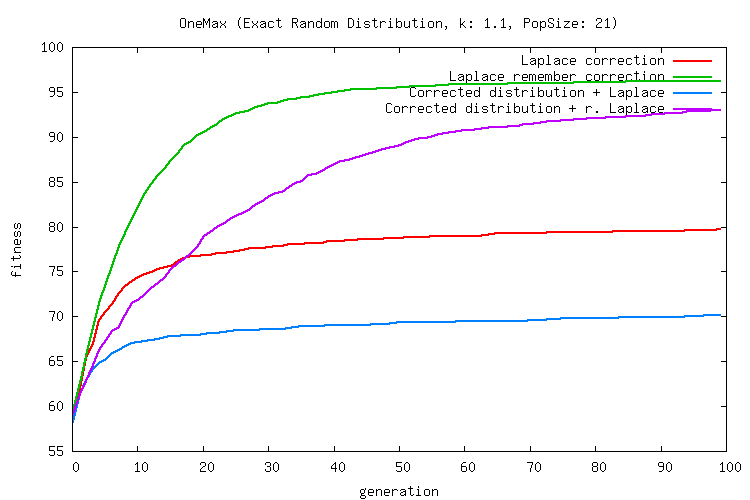 OneMax (Exact Random Distribution, k: 1.1, PopSize: 21)
Laplace correction
Laplace remember correction
Corrected distribution + Laplace
Corrected distribution + r. Laplace
100
95
90
85
80
75
70
65
60
55
fitness
0 10 20 30 40 50 60 70 80 90 100
generation